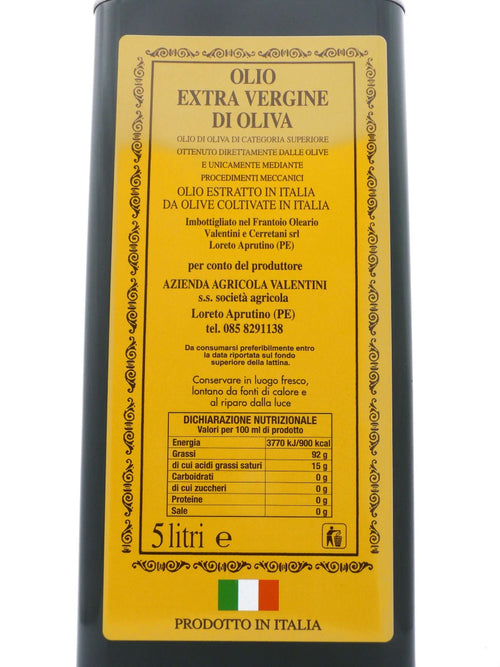 OLIO
EXTRA VERGINE
DI OLIVA
OLIO DI OLIVA DI CATEGORIA SUPERIORE
OTTENUTO DIRETTAMENTE DALLE OLIVE
E UNICAMENTE MEDIANTE
PROCEDIMENTI MECCANICI
OLIO ESTRATTO IN ITALIA
DA OLIVE COLTIVATE IN ITALIA
Imbottigliato nel Frantoio Oleario
Valentini e Cerretani srl
Loreto Aprutino (PE)
per conto del produttore
AZIENDA AGRICOLA VALENTINI
s.s. società agricola
Loreto Aprutino (PE)
tel. 085 8291138
Da consumarsi preferibilmente entro
la data riportata sul fondo
superiore della lattina.
Conservare in luogo fresco,
lontano da fonti di calore e
al riparo dalla luce
DICHIARAZIONE NUTRIZIONALE
Valori per 100 ml di prodotto
Energia 3770 kJ/900 kcal
Grassi 92 g
di cui acidi grassi saturi 15 g
Carboidrati 0 g
di cui zuccheri 0 g
Proteine 0 g
Sale 0 g
5 litri e
PRODOTTO IN ITALIA